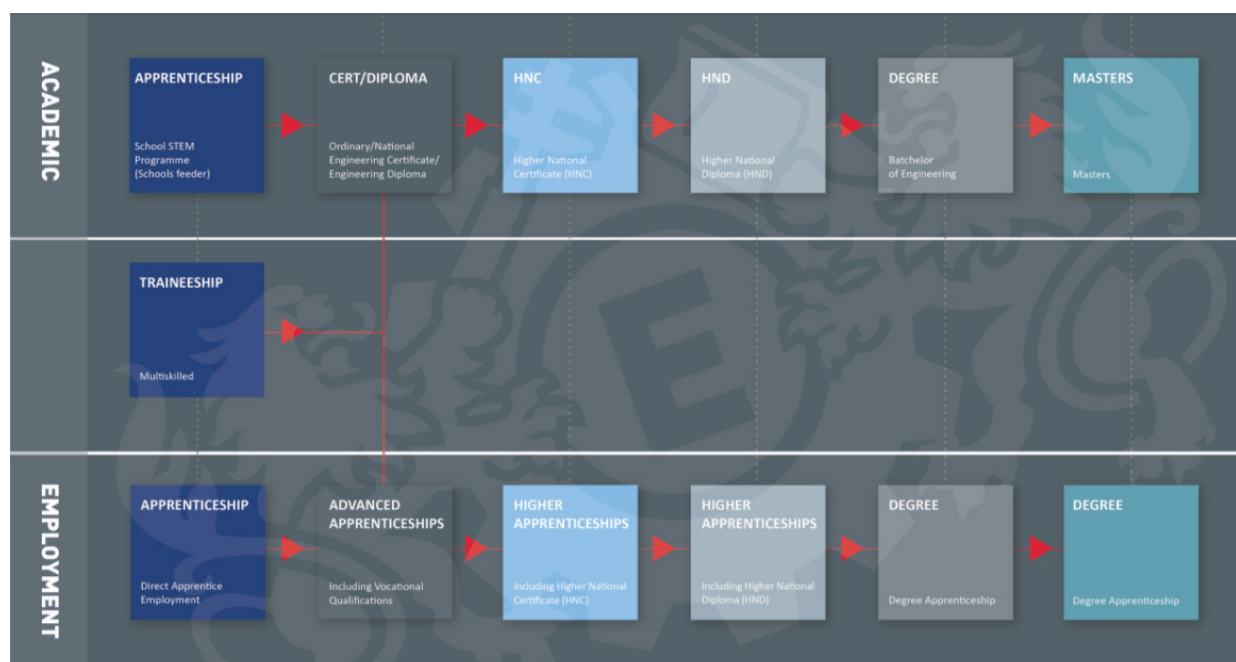 ACADEMIC
APPRENTICESHIP
School STEM
Programme
(Schools feeder)
CERT/DIPLOMA
Ordinary/National
Engineering Certificate/
Engineering Diploma
HNC
Higher National
Certificate (HNC)
HND
Higher National
Diploma (HND)
DEGREE
Batchelor
of Engineering
MASTERS
Masters
TRAINEESHIP
Multiskilled
E
EMPLOYMENT
APPRENTICESHIP
Direct Apprentice
Employment
ADVANCED
APPRENTICESHIPS
Including Vocational
Qualifications
HIGHER
APPRENTICESHIPS
Including Higher National
Certificate (HNC)
HIGHER
APPRENTICESHIPS
Including Higher National
Diploma (HND)
DEGREE
Degree Apprenticeship
DEGREE
Degree Apprenticeship